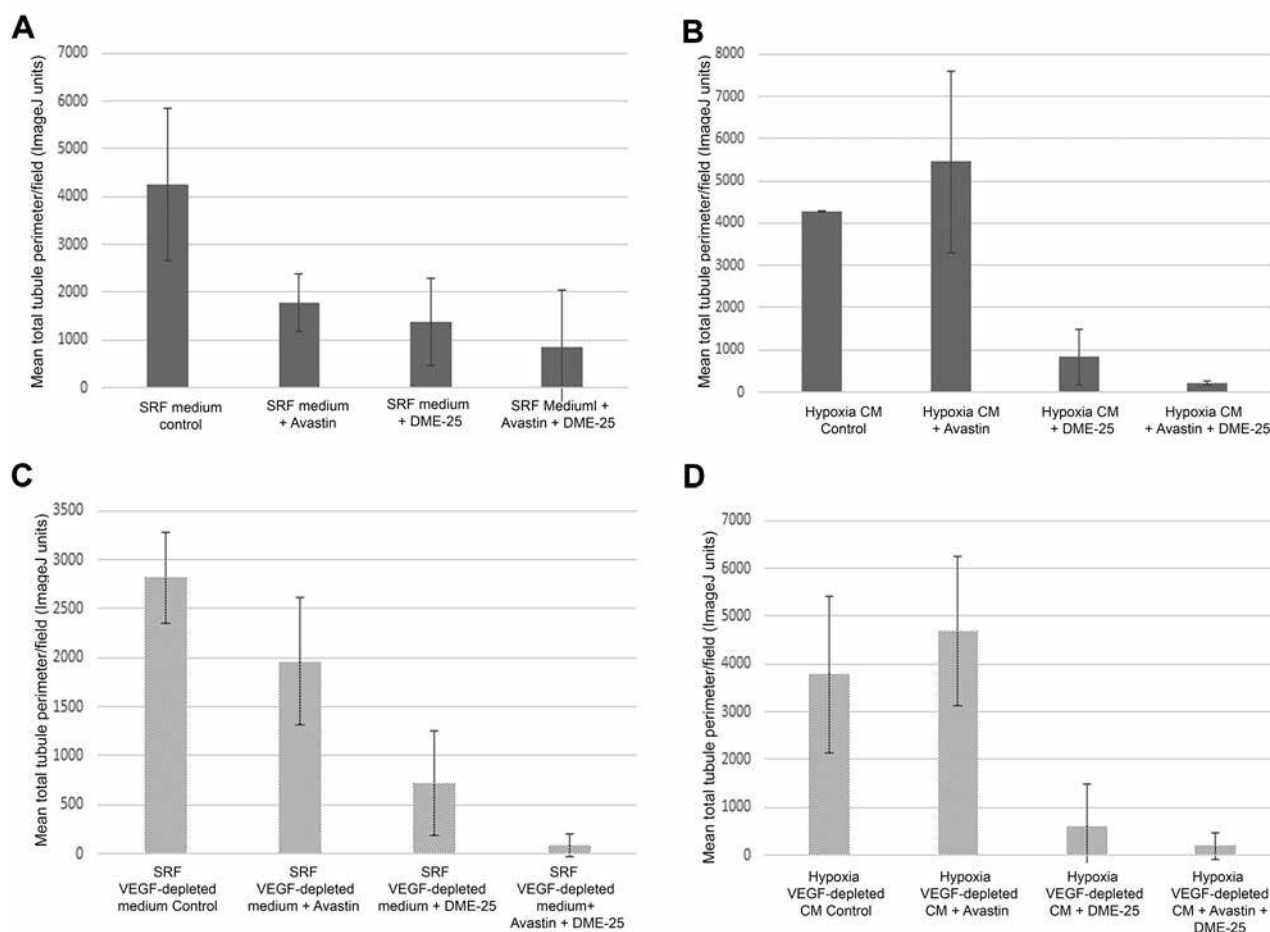 A
Mean total tubule perimeter/field (ImageJ units)
7000
6000
5000
4000
3000
2000
1000
0
SRF medium
control
SRF medium
+ Avastin
SRF medium
+ DME-25
SRF Mediuml +
Avastin + DME-25
B
Mean total tubule perimeter/field (ImageJ units)
8000
7000
6000
5000
4000
3000
2000
1000
0
Hypoxia CM
Control
Hypoxia CM
+ Avastin
Hypoxia CM
+ DME-25
Hypoxia CM
+ Avastin + DME-25
C
Mean total tubule perimeter/field (ImageJ units)
3500
3000
2500
2000
1500
1000
500
0
SRF
VEGF-depleted
medium Control
SRF
VEGF-depleted
medium + Avastin
SRF
VEGF-depleted
medium + DME-25
SRF
VEGF-depleted
medium+
Avastin + DME-25
D
Mean total tubule perimeter/field (ImageJ units)
7000
6000
5000
4000
3000
2000
1000
0
Hypoxia
VEGF-depleted
CM Control
Hypoxia
VEGF-depleted
CM + Avastin
Hypoxia
VEGF-depleted
CM + DME-25
Hypoxia
VEGF-depleted
CM + Avastin +
DME-25